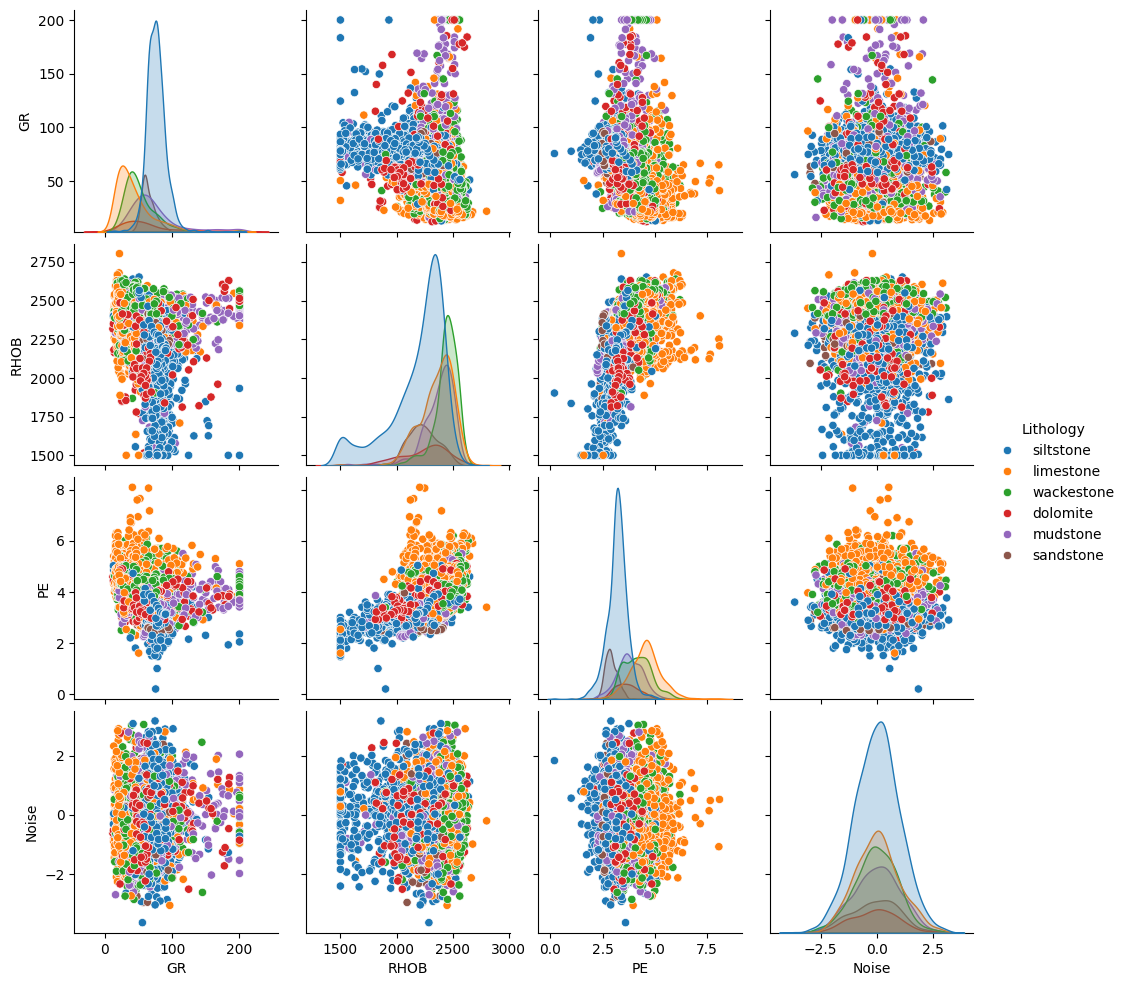 200
150
100
50
GR
2750
2500
2250
2000
1750
1500
RHOB
Lithology
siltstone
limestone
wackestone
dolomite
mudstone
sandstone
8
6
4
2
0
PE
2
0
−2
Noise
0 100 200
GR
1500 2000 2500 3000
RHOB
0.0 2.5 5.0 7.5
PE
−2.5 0.0 2.5
Noise